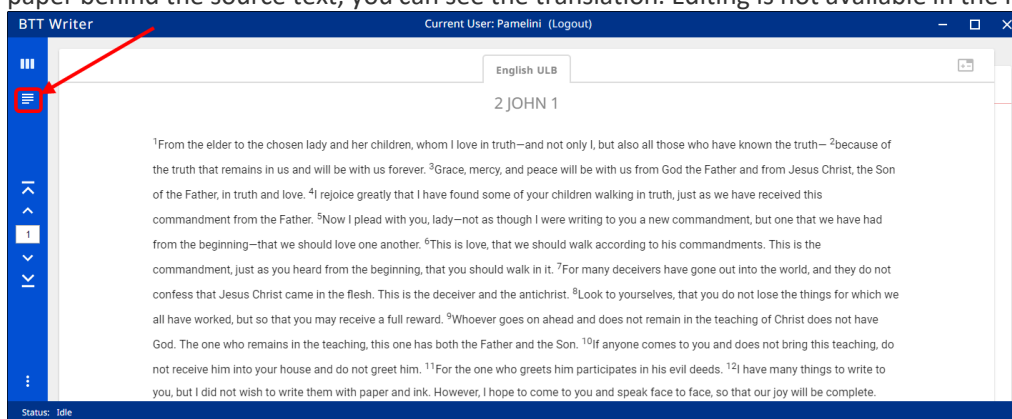 paper behind the source text, you can see the translation. Editing is not available in the
BTT Writer Current User: Pamelini (Logout)
English ULB
2 JOHN 1
1From the elder to the chosen lady and her children, whom I love in truth—and not only I, but also all those who have known the truth— 2because of
the truth that remains in us and will be with us forever. 3Grace, mercy, and peace will be with us from God the Father and from Jesus Christ, the Son
of the Father, in truth and love. 4I rejoice greatly that I have found some of your children walking in truth, just as we have received this
commandment from the Father. 5Now I plead with you, lady—not as though I were writing to you a new commandment, but one that we have had
from the beginning—that we should love one another. 6This is love, that we should walk according to his commandments. This is the
commandment, just as you heard from the beginning, that you should walk in it. 7For many deceivers have gone out into the world, and they do not
confess that Jesus Christ came in the flesh. This is the deceiver and the antichrist. 8Look to yourselves, that you do not lose the things for which we
all have worked, but so that you may receive a full reward. 9Whoever goes on ahead and does not remain in the teaching of Christ does not have
God. The one who remains in the teaching, this one has both the Father and the Son. 10If anyone comes to you and does not bring this teaching, do
not receive him into your house and do not greet him. 11For the one who greets him participates in his evil deeds. 12I have many things to write to
you, but I did not wish to write them with paper and ink. However, I hope to come to you and speak face to face, so that our joy will be complete.
1
Status: Idle